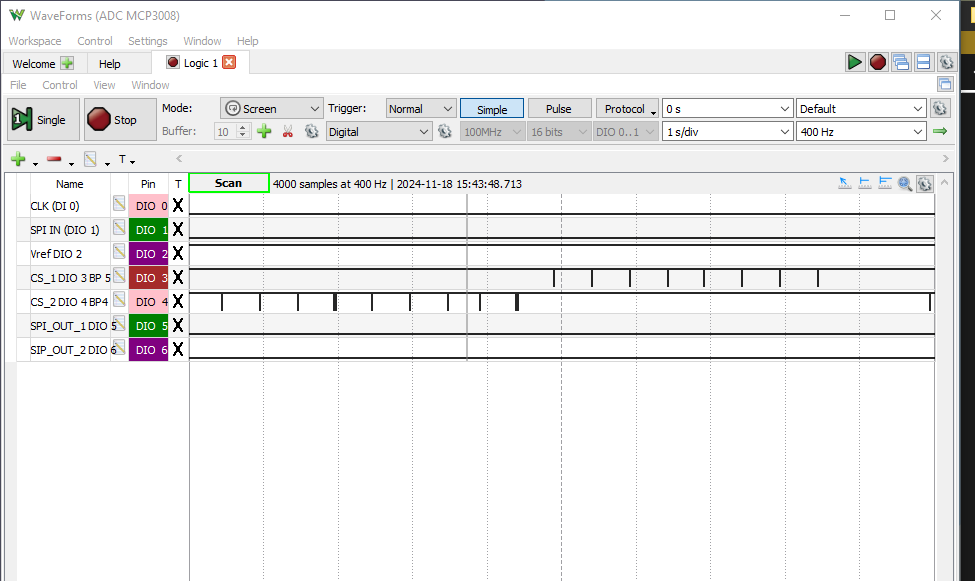 WaveForms (ADC MCP3008)
Workspace Control Settings Window Help
Welcome Help Logic 1
File Control View Window
Single Stop Mode: Screen Trigger: Normal Simple Pulse Protocol 0 s Default
Buffer: 10 Digital 100MHz 16 bits DIO 0..1 1 s/div 400 Hz
T
Name Pin T Scan 4000 samples at 400 Hz | 2024-11-18 15:43:48.713
CLK (DI 0) DIO 0 X
SPI IN (DIO 1) DIO 1 X
Vref DIO 2 DIO 2 X
CS_1 DIO 3 BP 5 DIO 3 X
CS_2 DIO 4 BP4 DIO 4 X
SPI_OUT_1 DIO 5 DIO 5 X
SIP_OUT_2 DIO 6 DIO 6 X